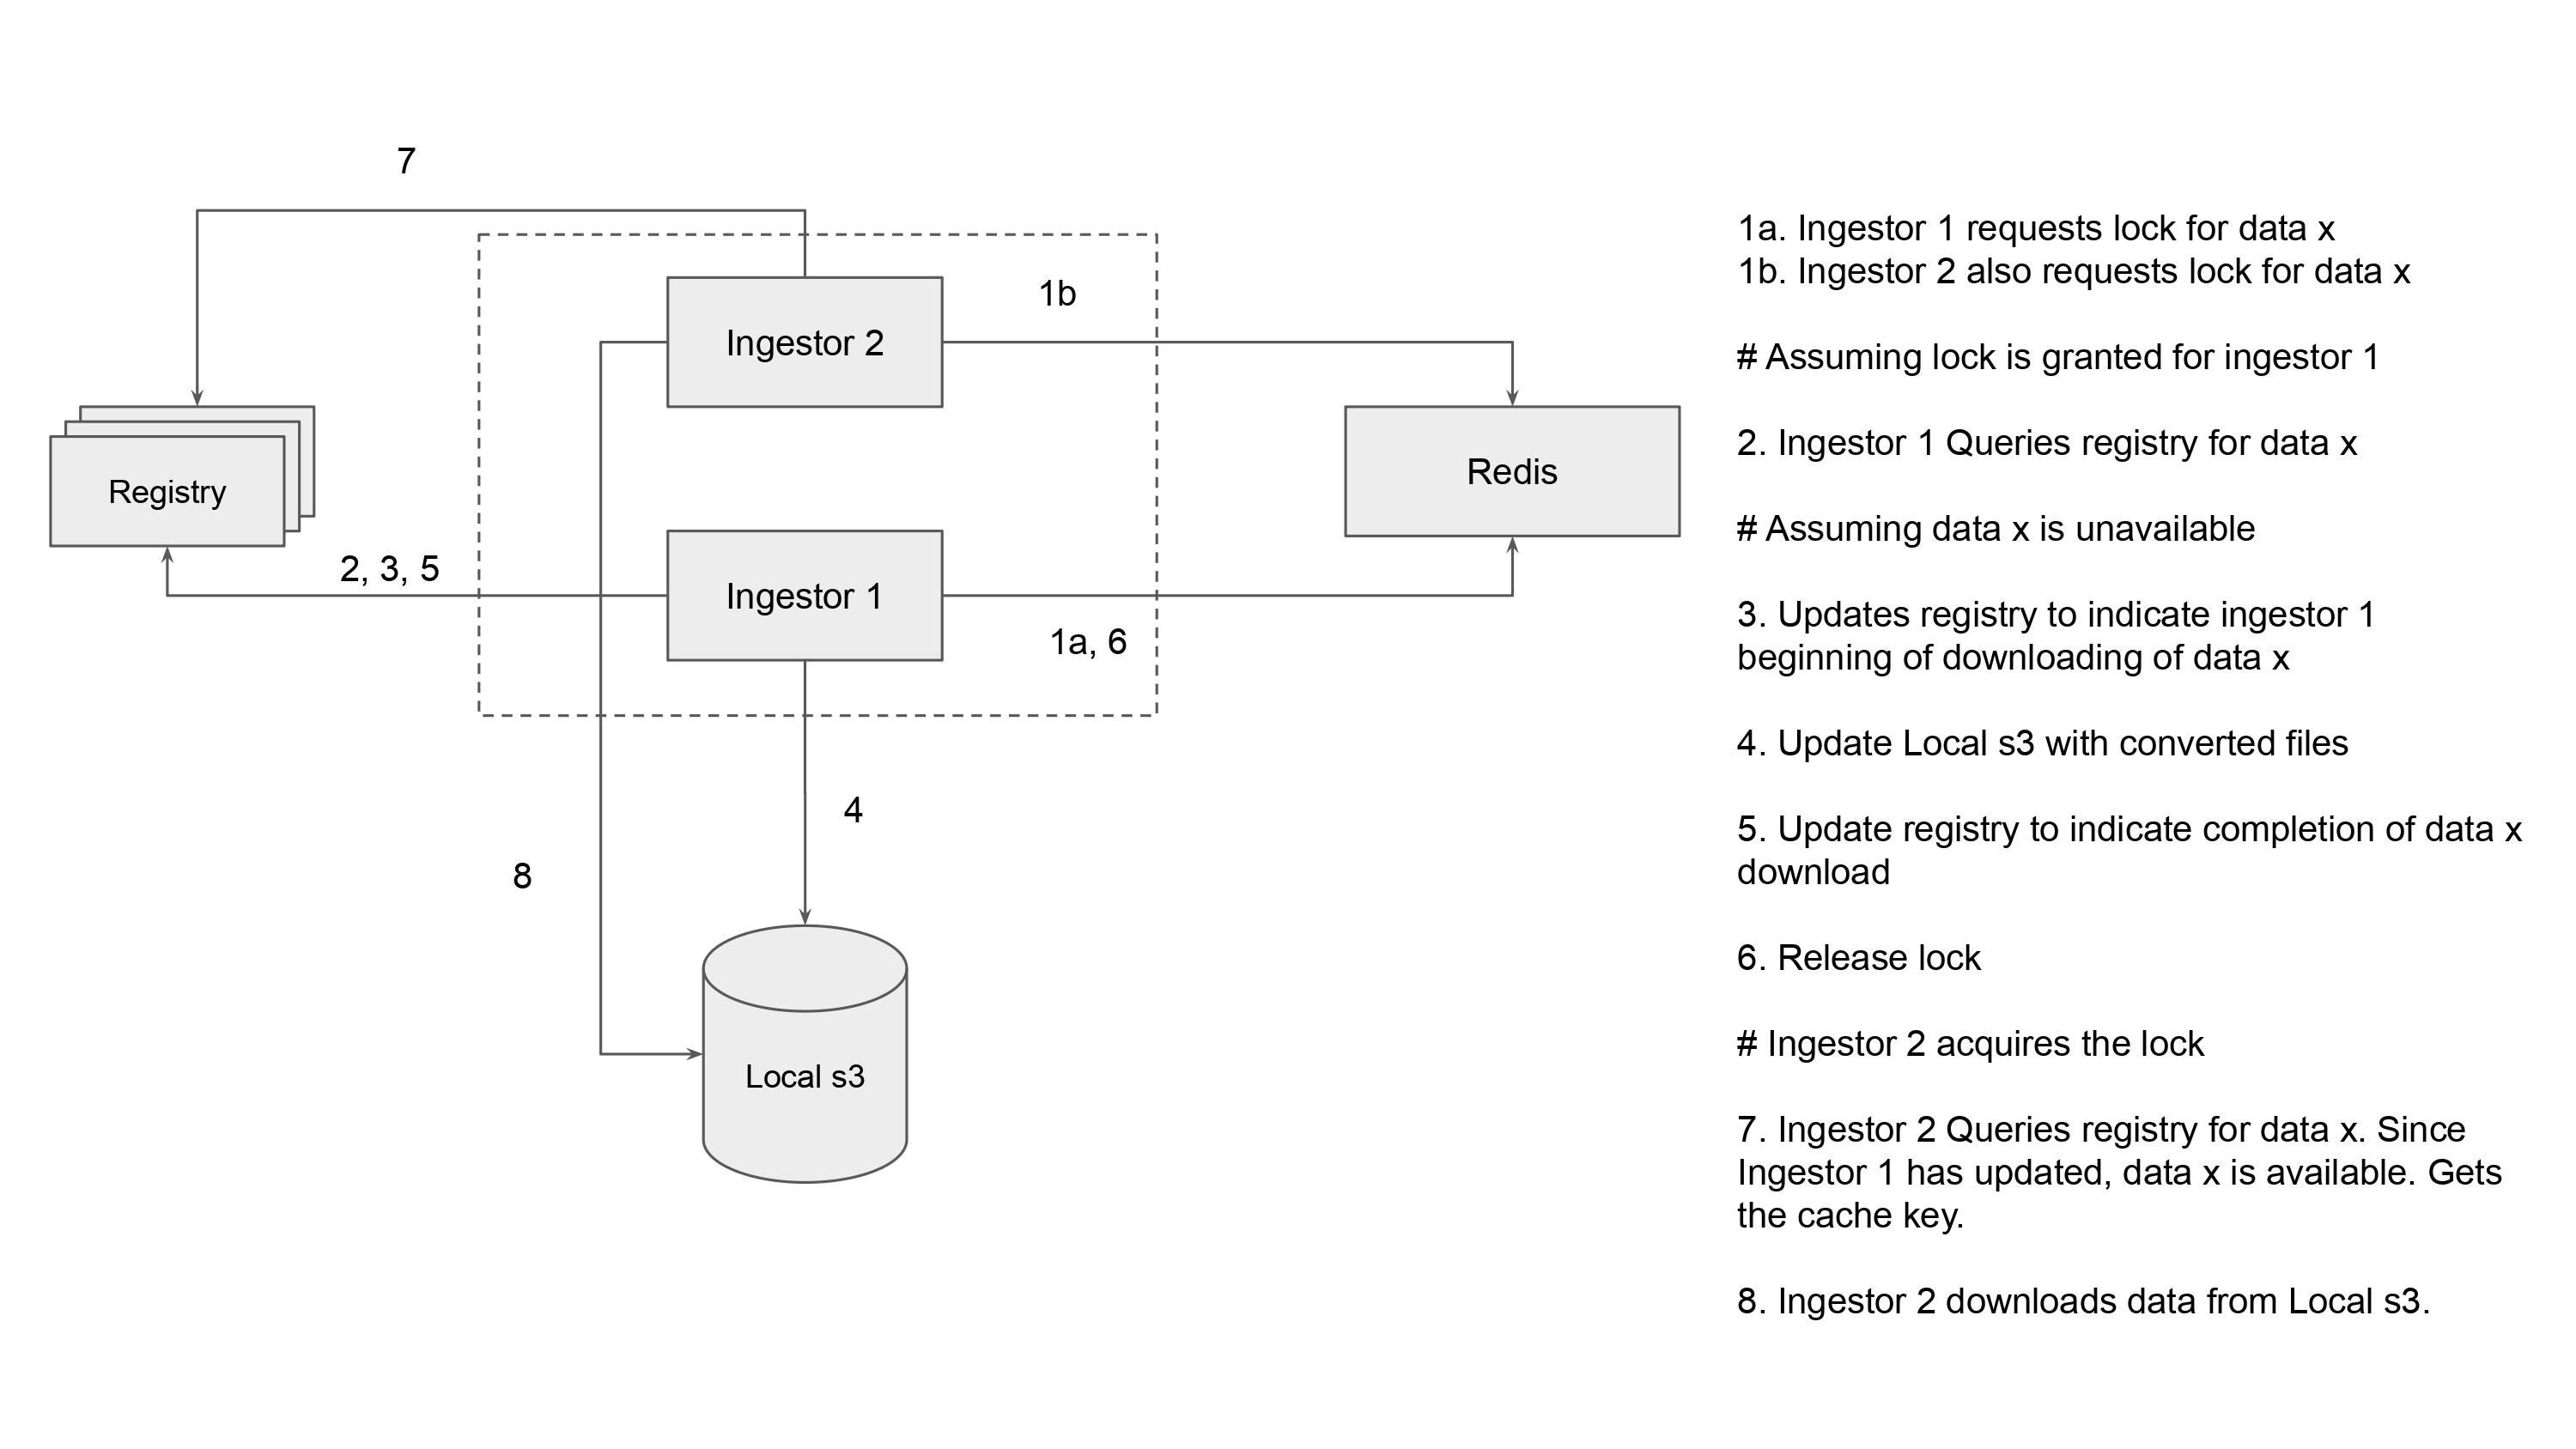 7
1b
Ingestor 2
Registry
Redis
2, 3, 5
Ingestor 1
1a, 6
4
8
Local s3
1a. Ingestor 1 requests lock for data x
1b. Ingestor 2 also requests lock for data x
# Assuming lock is granted for ingestor 1
2. Ingestor 1 Queries registry for data x
# Assuming data x is unavailable
3. Updates registry to indicate ingestor 1
beginning of downloading of data x
4. Update Local s3 with converted files
5. Update registry to indicate completion of data x
download
6. Release lock
# Ingestor 2 acquires the lock
7. Ingestor 2 Queries registry for data x. Since
Ingestor 1 has updated, data x is available. Gets
the cache key.
8. Ingestor 2 downloads data from Local s3.